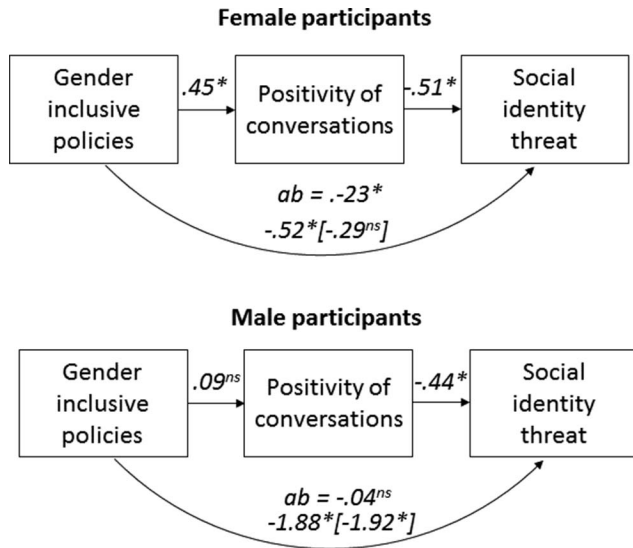 Female participants
Gender
inclusive
policies
.45*
Positivity of
conversations
-.51*
Social
identity
threat
ab = .-23*
-.52*[-.29ns]
Male participants
Gender
inclusive
policies
.09ns
Positivity of
conversations
-.44*
Social
identity
threat
ab = -.04ns
-1.88*[-1.92*]